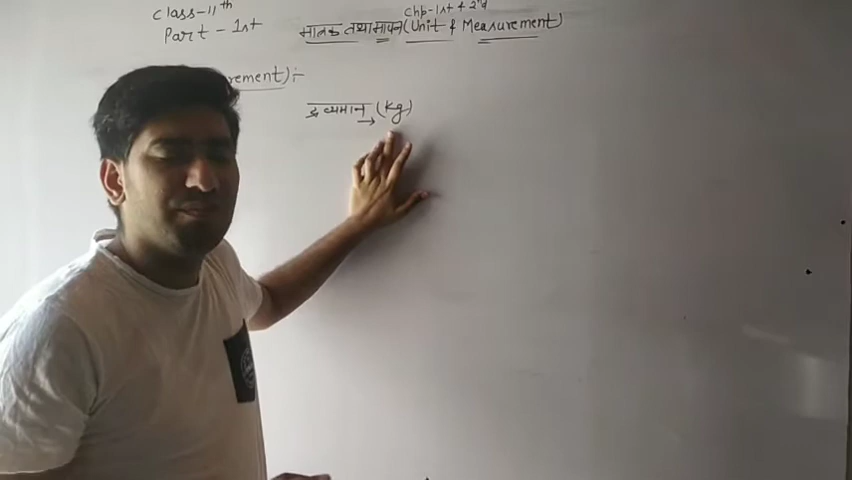 Class-11th
Part-1st
Chp-1st & 2nd
मात्रक तथा मापन (Unit & Measurement)
rement):-
द्रव्यमान (Kg)